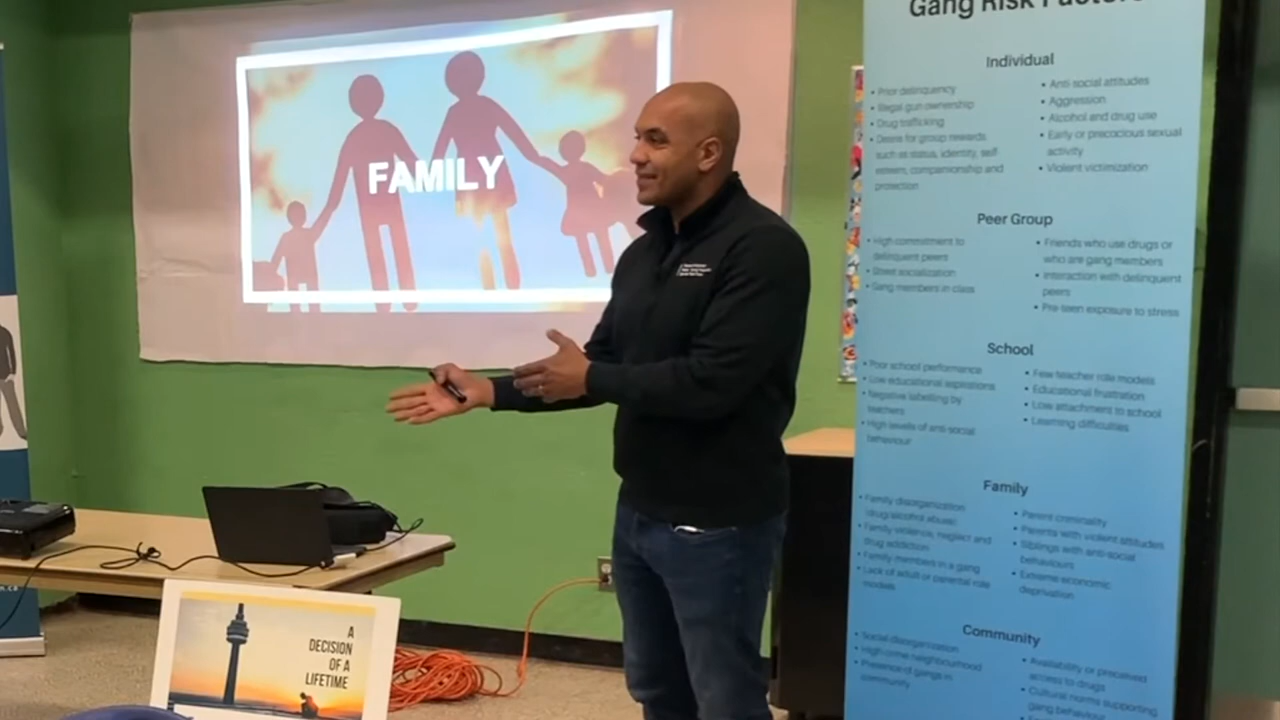 FAMILY
A
DECISION
OF A
LIFETIME
Gang Risk Factors
Individual
• Prior delinquency
• Illegal gun ownership
• Drug trafficking
• Desire for group rewards
such as status, identity, self-
esteem, companionship and
protection
• Anti-social attitudes
• Aggression
• Alcohol and drug use
• Early or precocious sexual
activity
• Violent victimization
Peer Group
• High commitment to
delinquent peers
• Street socialization
• Gang members in class
• Friends who use drugs or
who are gang members
• Interaction with delinquent
peers
• Pre-teen exposure to stress
School
• Poor school performance
• Low educational aspirations
• Negative labelling by
teachers
• High levels of anti-social
behaviour
• Few teacher role models
• Educational frustration
• Low attachment to school
• Learning difficulties
Family
• Family disorganization
(drug/alcohol abuse)
• Family violence, neglect and
drug addiction
• Family members in a gang
• Lack of adult or parental role
models
• Parent criminality
• Parents with violent attitudes
• Siblings with anti-social
behaviours
• Extreme economic
deprivation
Community
• Social disorganization
• High crime neighbourhood
• Presence of gangs in
community
• Availability or perceived
access to drugs
• Cultural norms supporting
gang behaviour